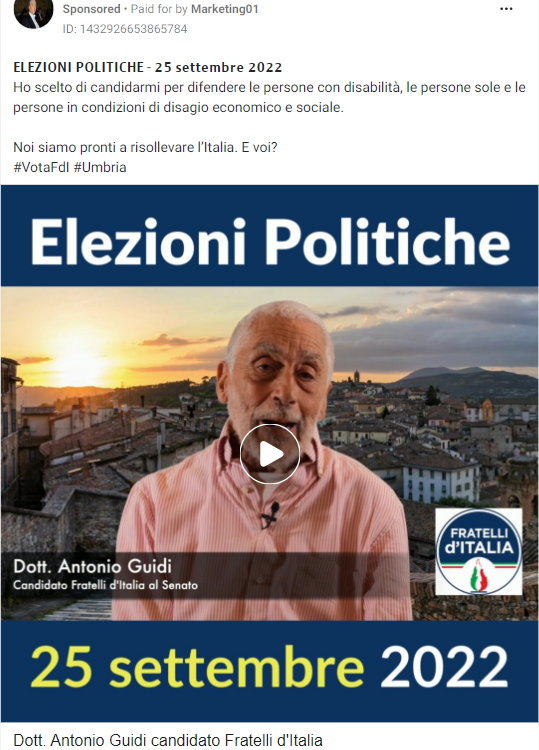 Sponsored • Paid for by Marketing01
ID: 1432926653865784
ELEZIONI POLITICHE - 25 settembre 2022
Ho scelto di candidarmi per difendere le persone con disabilità, le persone sole e le
persone in condizioni di disagio economico e sociale.
Noi siamo pronti a risollevare l'Italia. E voi?
#VotaFdI #Umbria
Elezioni Politiche
FRATELLI
d'ITALIA
Dott. Antonio Guidi
Candidato Fratelli d'Italia al Senato
25 settembre 2022
Dott. Antonio Guidi candidato Fratelli d'Italia